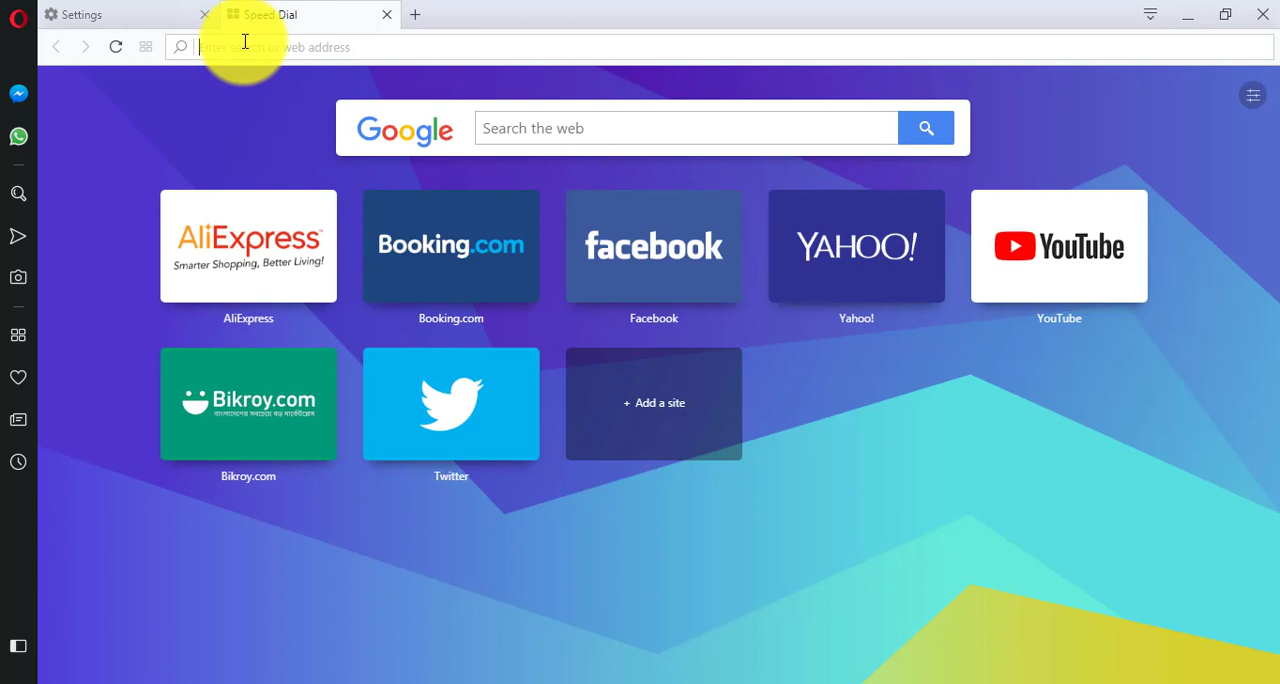 Settings
Speed Dial
Enter search or web address
Google
Search the web
AliExpress
Smarter Shopping, Better Living!
Booking.com
facebook
YAHOO!
YouTube
AliExpress
Booking.com
Facebook
Yahoo!
YouTube
Bikroy.com
+ Add a site
Bikroy.com
Twitter